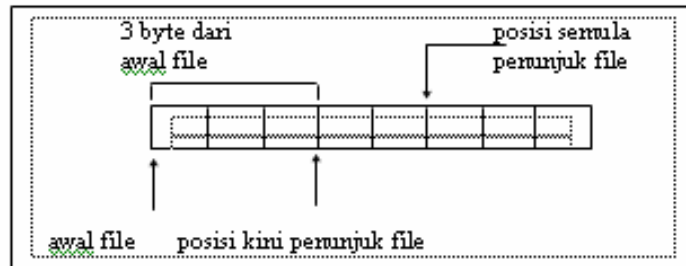 3 byte dari
awal file
posisi semula
penunjuk file
awal file
posisi kini penunjuk file